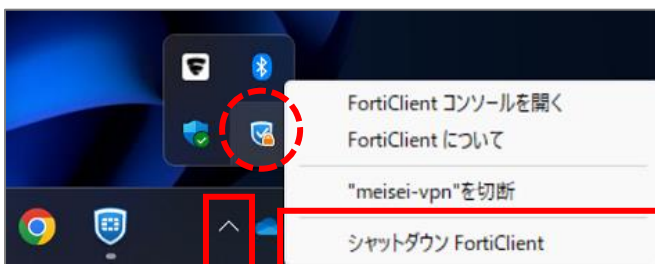 FortiClient コンソールを開く
FortiClient について
"meisei-vpn"を切断
シャットダウン FortiClient